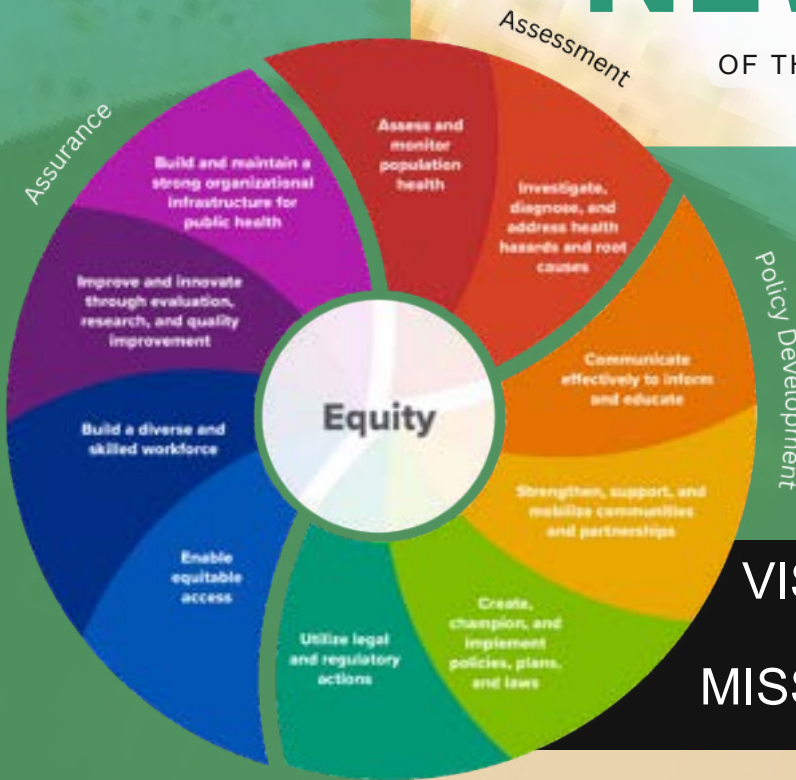 NEW
OF TH
Assessment
Assurance
Policy Development
Assess and
monitor
population
health
Investigate,
diagnose, and
address health
hazards and root
causes
Communicate
effectively to inform
and educate
Strengthen, support, and
mobilize communities
and partnerships
Create,
champion, and
implement
policies, plans,
and laws
Utilize legal
and regulatory
actions
Enable
equitable
access
Build a diverse and
skilled workforce
Improve and innovate
through evaluation,
research, and quality
improvement
Build and maintain a
strong organizational
infrastructure for
public health
Equity
VIS
MISS